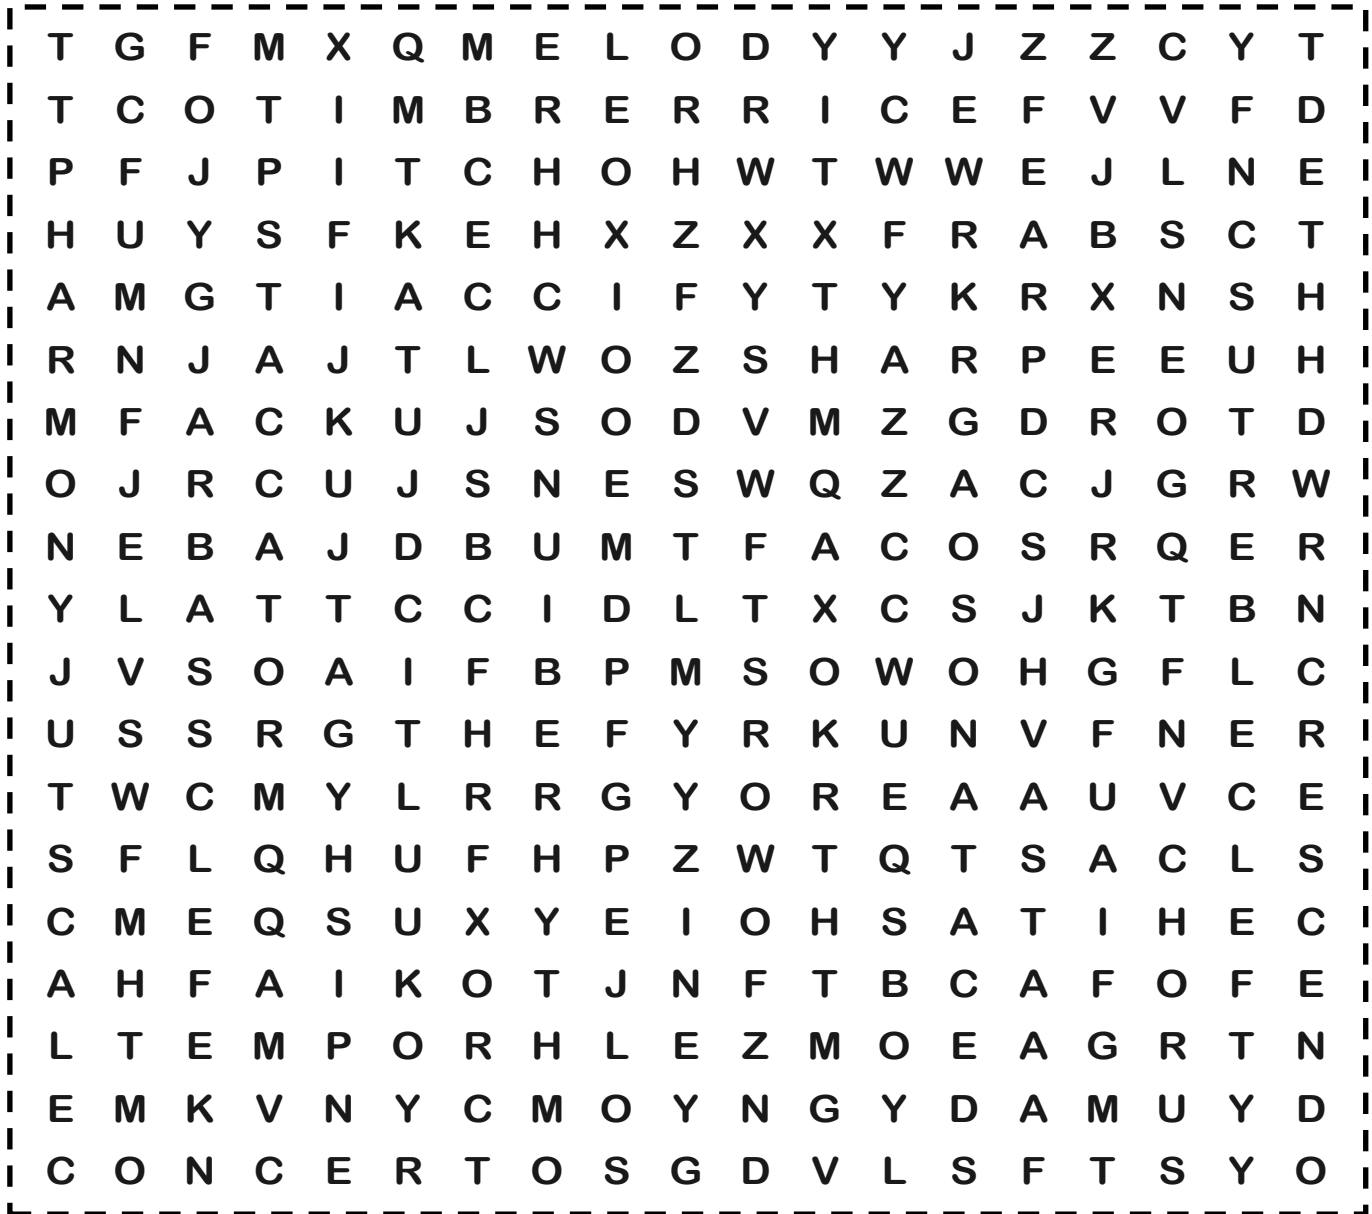 T G F M X Q M E L O D Y Y J Z Z C Y T
T C O T I M B R E R R I C E F V V F D
P F J P I T C H O H W T W W E J L N E
H U Y S F K E H X Z X X F R A B S C T
A M G T I A C C I F Y T Y K R X N S H
R N J A J T L W O Z S H A R P E E U H
M F A C K U J S O D V M Z G D R O T D
O J R C U J S N E S W Q Z A C J G R W
N E B A J D B U M T F A C O S R Q E R
Y L A T T C C I D L T X C S J K T B N
J V S O A I F B P M S O W O H G F L C
U S S R G T H E F Y R K U N V F N E R
T W C M Y L R R G Y O R E A A U V C E
S F L Q H U F H P Z W T Q T S A C L S
C M E Q S U X Y E I O H S A T I H E C
A H F A I K O T J N F T B C A F O F E
L T E M P O R H L E Z M O E A G R T N
E M K V N Y C M O Y N G Y D A M U Y D
C O N C E R T O S G D V L S F T S Y O